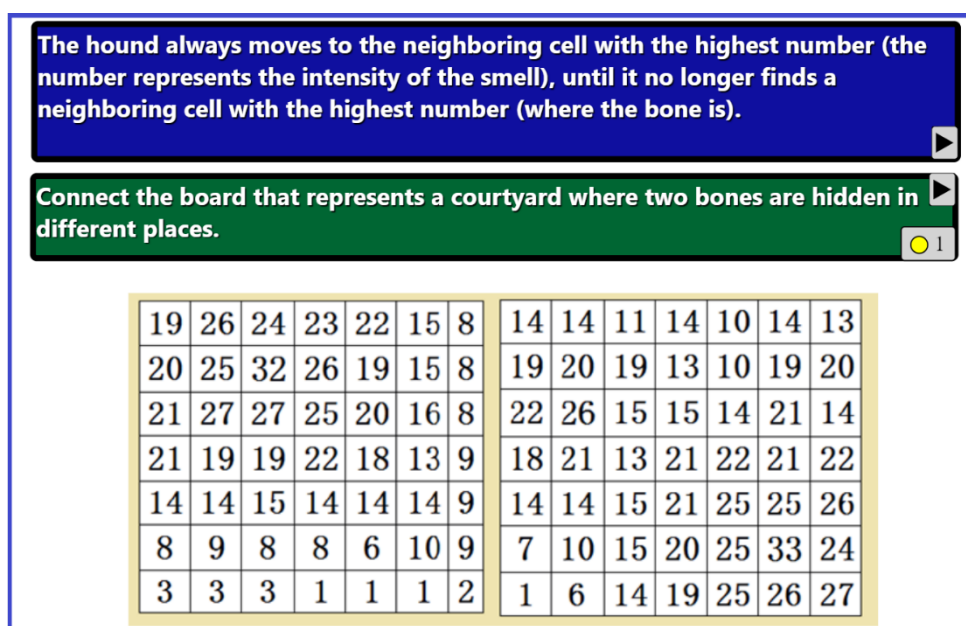 The hound always moves to the neighboring cell with the highest number (the
number represents the intensity of the smell), until it no longer finds a
neighboring cell with the highest number (where the bone is).
Connect the board that represents a courtyard where two bones are hidden in
different places.
1
19 26 24 23 22 15 8
20 25 32 26 19 15 8
21 27 27 25 20 16 8
21 19 19 22 18 13 9
14 14 15 14 14 14 9
8 9 8 8 6 10 9
3 3 3 1 1 1 2
14 14 11 14 10 14 13
19 20 19 13 10 19 20
22 26 15 15 14 21 14
18 21 13 21 22 21 22
14 14 15 21 25 25 26
7 10 15 20 25 33 24
1 6 14 19 25 26 27